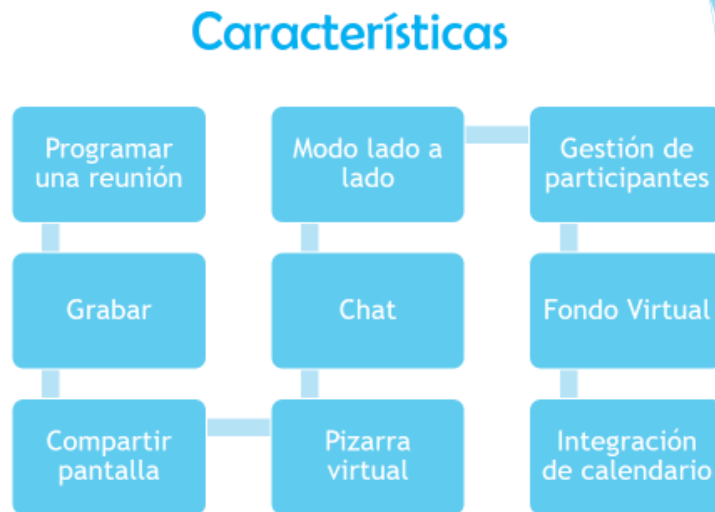 Características
Programar
una reunión
Grabar
Compartir
pantalla
Pizarra
virtual
Chat
Modo lado a
lado
Gestión de
participantes
Fondo Virtual
Integración
de calendario